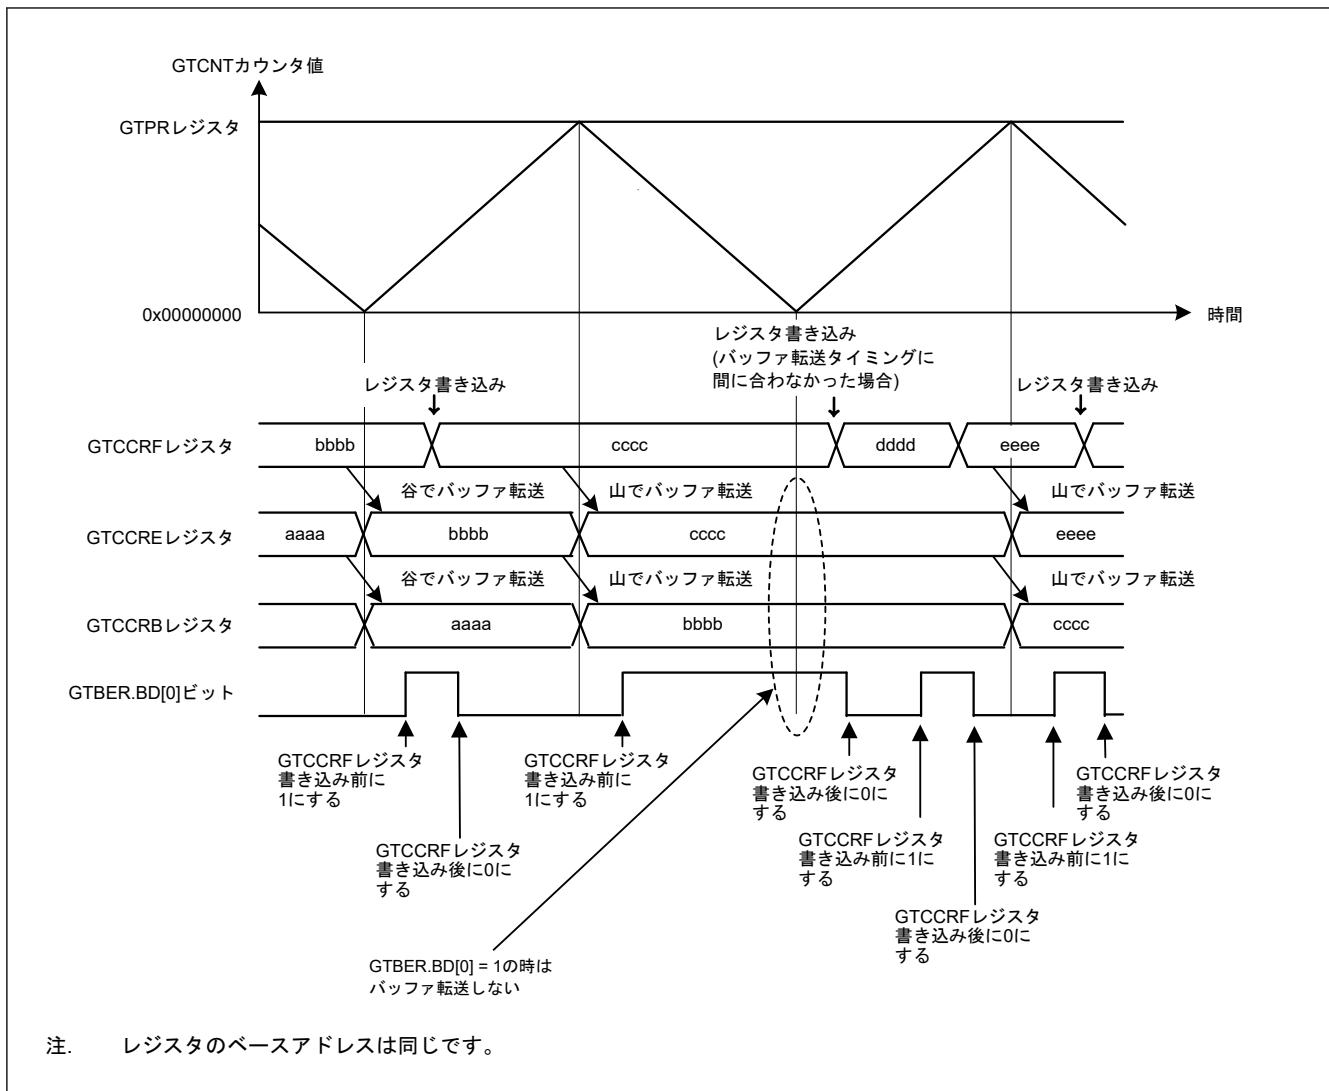 GTCNTカウンタ値
GTPRレジスタ
0x00000000
時間
レジスタ書き込み
(バッファ転送タイミングに
間に合わなかった場合)
レジスタ書き込み
レジスタ書き込み
GTCCRFレジスタ
bbbb
cccc
dddd
eeee
谷でバッファ転送
山でバッファ転送
山でバッファ転送
GTCCREレジスタ
aaaa
bbbb
cccc
eeee
谷でバッファ転送
山でバッファ転送
山でバッファ転送
GTCCRBレジスタ
aaaa
bbbb
cccc
GTBER.BD[0]ビット
GTCCRFレジスタ
書き込み前に
1にする
GTCCRFレジスタ
書き込み後に0に
する
GTCCRFレジスタ
書き込み前に
1にする
GTCCRFレジスタ
書き込み後に0に
する
GTCCRFレジスタ
書き込み前に1に
する
GTCCRFレジスタ
書き込み後に0に
する
GTCCRFレジスタ
書き込み前に1に
する
GTCCRFレジスタ
書き込み後に0に
する
GTBER.BD[0] = 1の時は
バッファ転送しない
注. レジスタのベースアドレスは同じです。